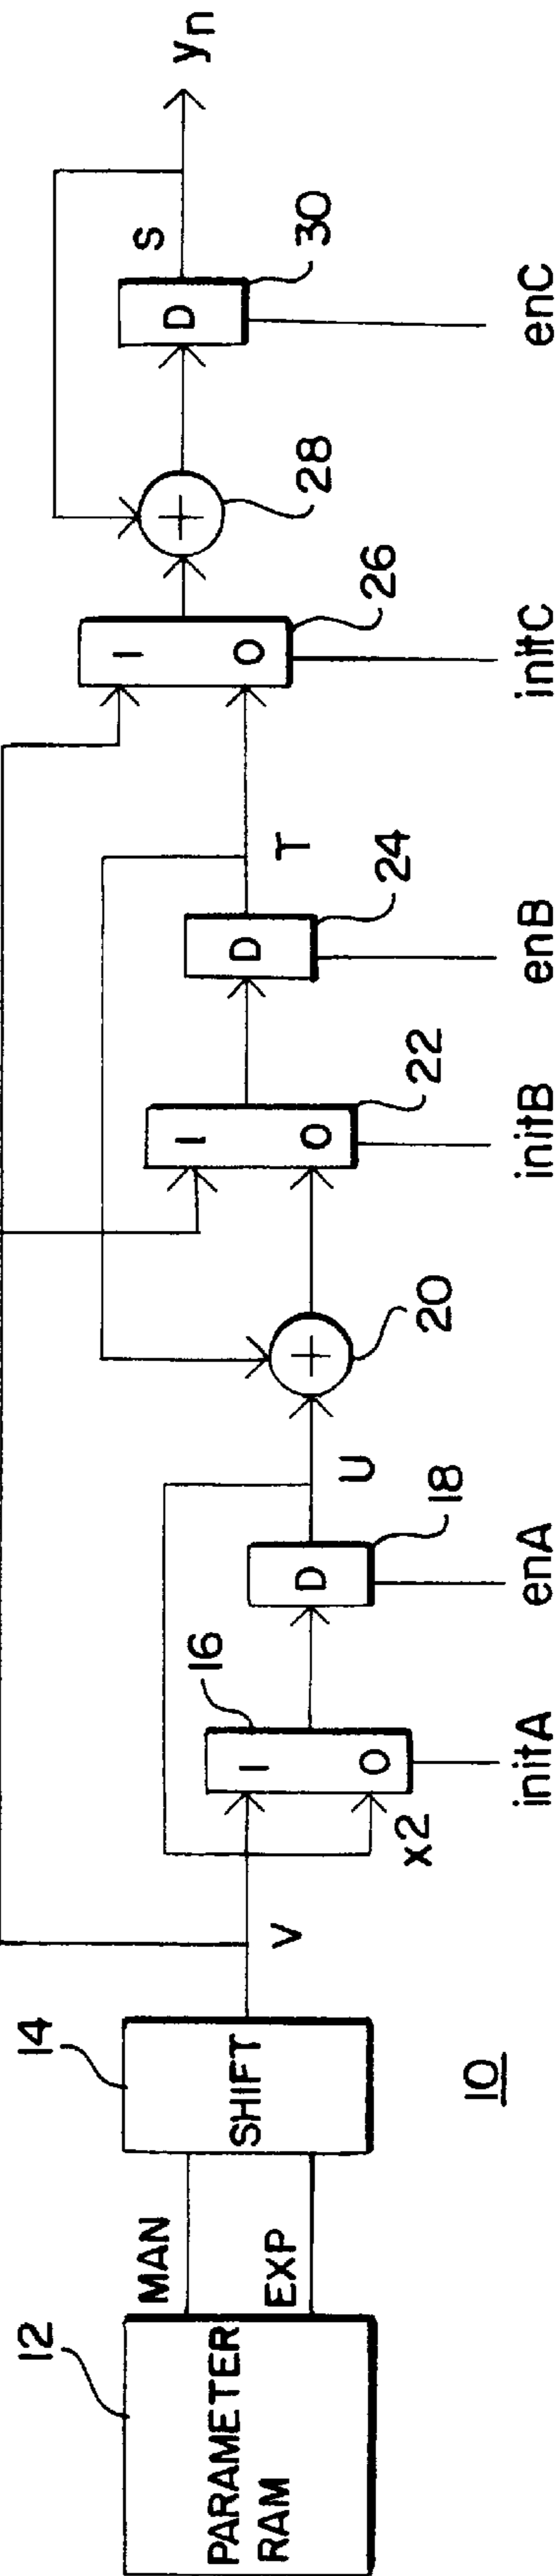 12
PARAMETER
RAM
MAN
EXP
14
SHIFT
V
x2
16
I
O
initA
D
18
enA
U
20
+
22
I
O
initB
D
24
enB
T
26
I
O
initC
+
28
D
30
enC
S
yn
10